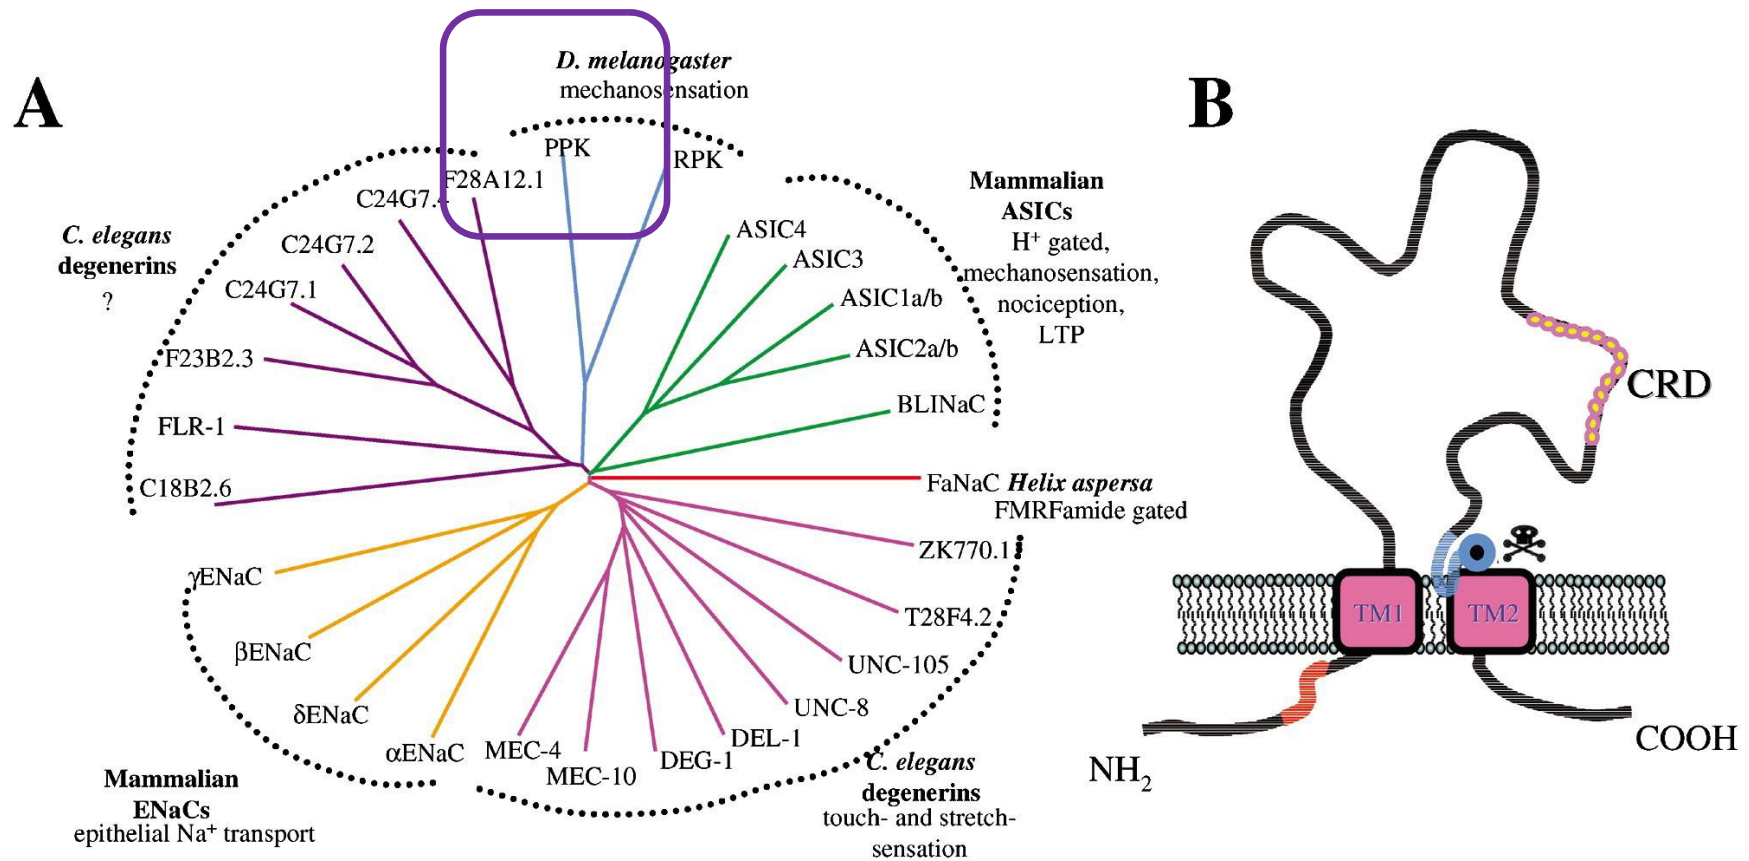 A
D. melanogaster
mechanosensation
PPK
RPK
F28A12.1
C24G7.4
C24G7.2
C24G7.1
F23B2.3
FLR-1
C18B2.6
C. elegans
degenerins
?
ASIC4
ASIC3
ASIC1a/b
ASIC2a/b
BLINaC
Mammalian
ASICs
H⁺ gated,
mechanosensation,
nociception,
LTP
FaNaC Helix aspersa
FMRFamide gated
ZK770.1
T28F4.2
UNC-105
UNC-8
DEL-1
DEG-1
MEC-10
MEC-4
C. elegans
degenerins
touch- and stretch-
sensation
γENaC
βENaC
δENaC
αENaC
Mammalian
ENaCs
epithelial Na⁺ transport
B
CRD
TM1
TM2
NH₂
COOH